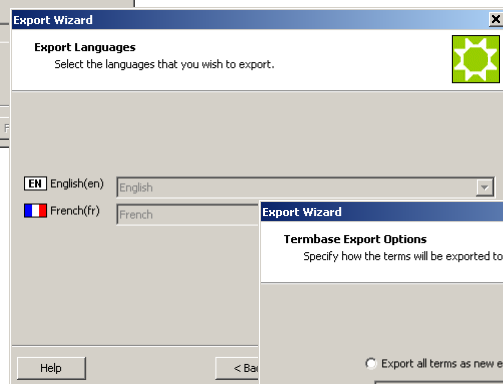 Export Wizard
Export Languages
Select the languages that you wish to export.
EN English(en) English
French(fr) French
Export Wizard
Termbase Export Options
Specify how the terms will be exported to
Export all terms as new e
Help < Ba